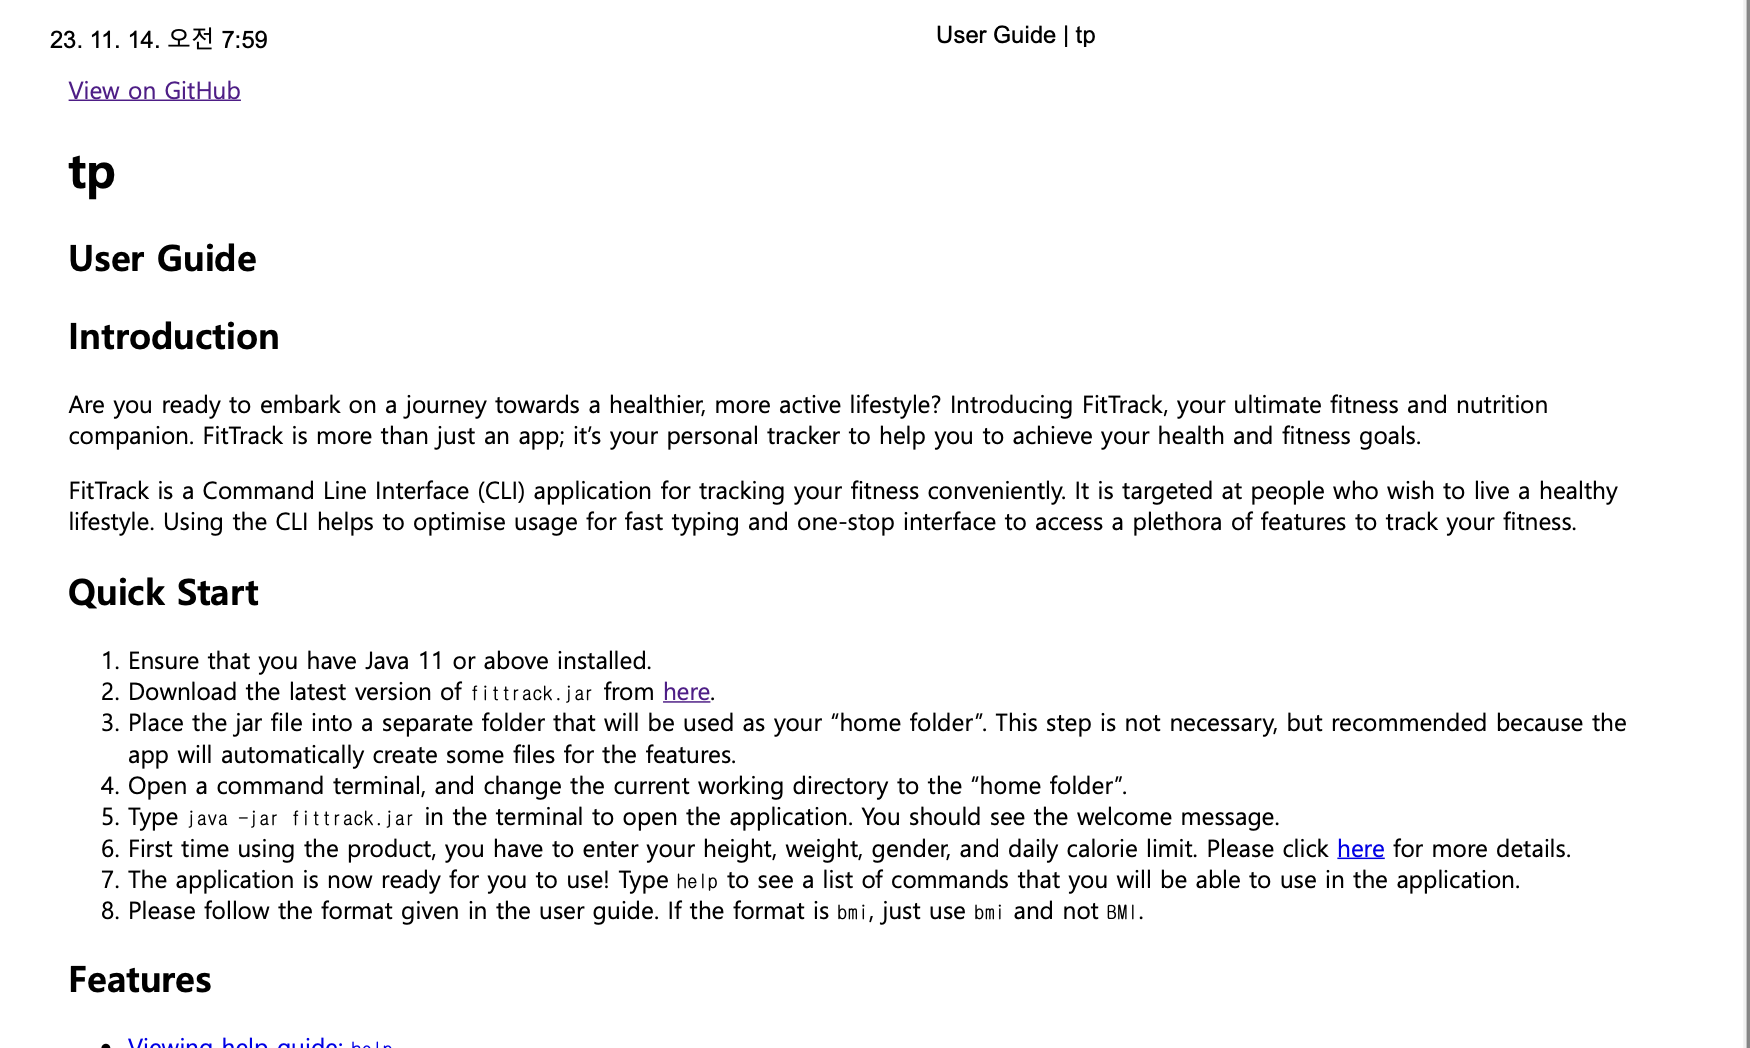 23. 11. 14. 오전 7:59
User Guide | tp
View on GitHub
tp
User Guide
Introduction
Are you ready to embark on a journey towards a healthier, more active lifestyle? Introducing FitTrack, your ultimate fitness and nutrition
companion. FitTrack is more than just an app; it’s your personal tracker to help you to achieve your health and fitness goals.
FitTrack is a Command Line Interface (CLI) application for tracking your fitness conveniently. It is targeted at people who wish to live a healthy
lifestyle. Using the CLI helps to optimise usage for fast typing and one-stop interface to access a plethora of features to track your fitness.
Quick Start
1. Ensure that you have Java 11 or above installed.
2. Download the latest version of fittrack.jar from here.
3. Place the jar file into a separate folder that will be used as your “home folder”. This step is not necessary, but recommended because the
app will automatically create some files for the features.
4. Open a command terminal, and change the current working directory to the “home folder”.
5. Type java -jar fittrack.jar in the terminal to open the application. You should see the welcome message.
6. First time using the product, you have to enter your height, weight, gender, and daily calorie limit. Please click here for more details.
7. The application is now ready for you to use! Type help to see a list of commands that you will be able to use in the application.
8. Please follow the format given in the user guide. If the format is bmi, just use bmi and not BMI.
Features
• Viewing help guide: help